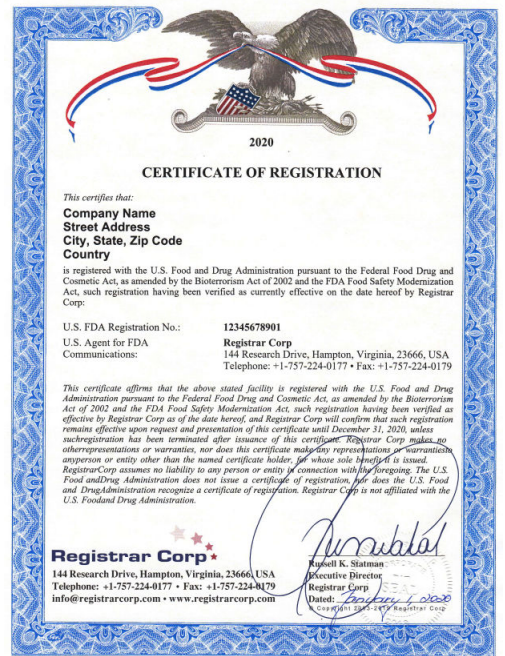 2020
CERTIFICATE OF REGISTRATION
This certifies that:
Company Name
Street Address
City, State, Zip Code
Country
is registered with the U.S. Food and Drug Administration pursuant to the Federal Food Drug and
Cosmetic Act, as amended by the Bioterrorism Act of 2002 and the FDA Food Safety Modernization
Act, such registration having been verified as currently effective on the date hereof by Registrar
Corp:
U.S. FDA Registration No.: 12345678901
U.S. Agent for FDA Registrar Corp
Communications: 144 Research Drive, Hampton, Virginia, 23666, USA
Telephone: +1-757-224-0177 • Fax: +1-757-224-0179
This certificate affirms that the above stated facility is registered with the U.S. Food and Drug
Administration pursuant to the Federal Food Drug and Cosmetic Act, as amended by the Bioterrorism
Act of 2002 and the FDA Food Safety Modernization Act, such registration having been verified as
effective by Registrar Corp as of the date hereof, and Registrar Corp will confirm that such registration
remains effective upon request and presentation of this certificate until December 31, 2020, unless
suchregistration has been terminated after issuance of this certificate. Registrar Corp makes no
otherrepresentations or warranties, nor does this certificate make any representations or warrantiesto
anyperson or entity other than the named certificate holder, for whose sole benefit it is issued.
RegistrarCorp assumes no liability to any person or entity in connection with the foregoing. The U.S.
Food andDrug Administration does not issue a certificate of registration, nor does the U.S. Food
and DrugAdministration recognize a certificate of registration. Registrar Corp is not affiliated with the
U.S. Foodand Drug Administration.
Registrar Corp
144 Research Drive, Hampton, Virginia, 23666, USA
Telephone: +1-757-224-0177 • Fax: +1-757-224-0179
info@registrarcorp.com • www.registrarcorp.com
Russell K. Statman
Executive Director
Registrar Corp
Dated: January 1, 2020
© Copyright Registrar Corp